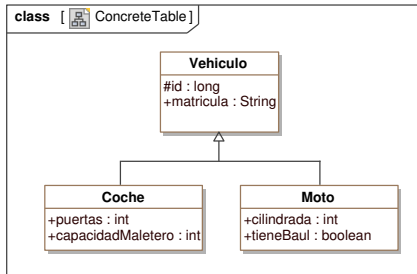 class [ ConcreteTable]
Vehiculo
#id : long
+matricula : String
Coche
+puertas : int
+capacidadMaletero : int
Moto
+cilindrada : int
+tieneBaul : boolean